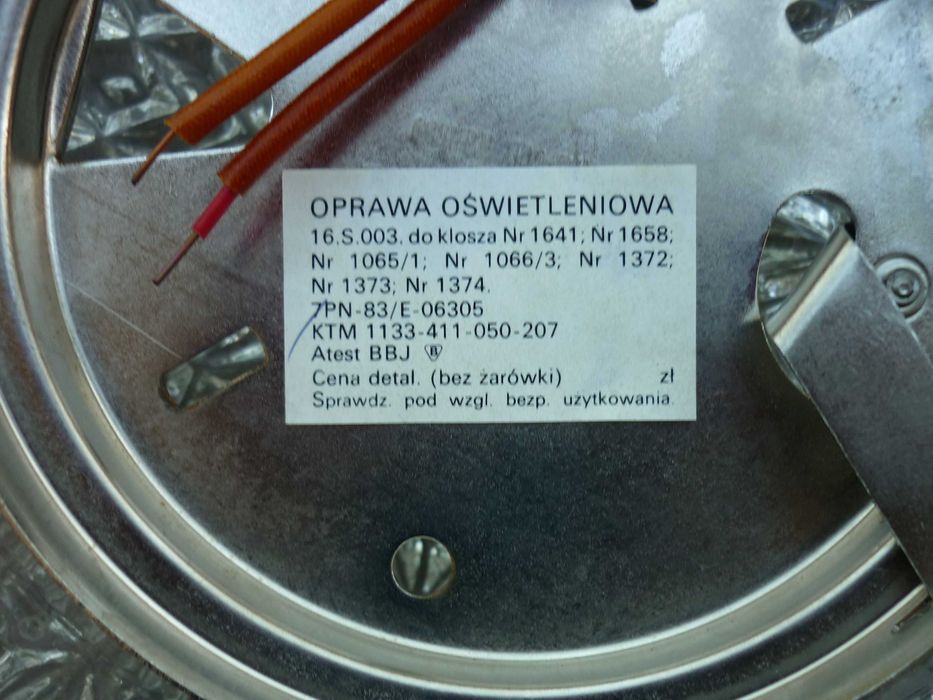 OPRAWA OŚWIETLENIOWA
16.S.003. do klosza Nr 1641; Nr 1658;
Nr 1065/1; Nr 1066/3; Nr 1372;
Nr 1373; Nr 1374.
PN-83/E-06305
KTM 1133-411-050-207
Atest BBJ B
Cena detal. (bez żarówki) zł
Sprawdz. pod wzgl. bezp. użytkowania.